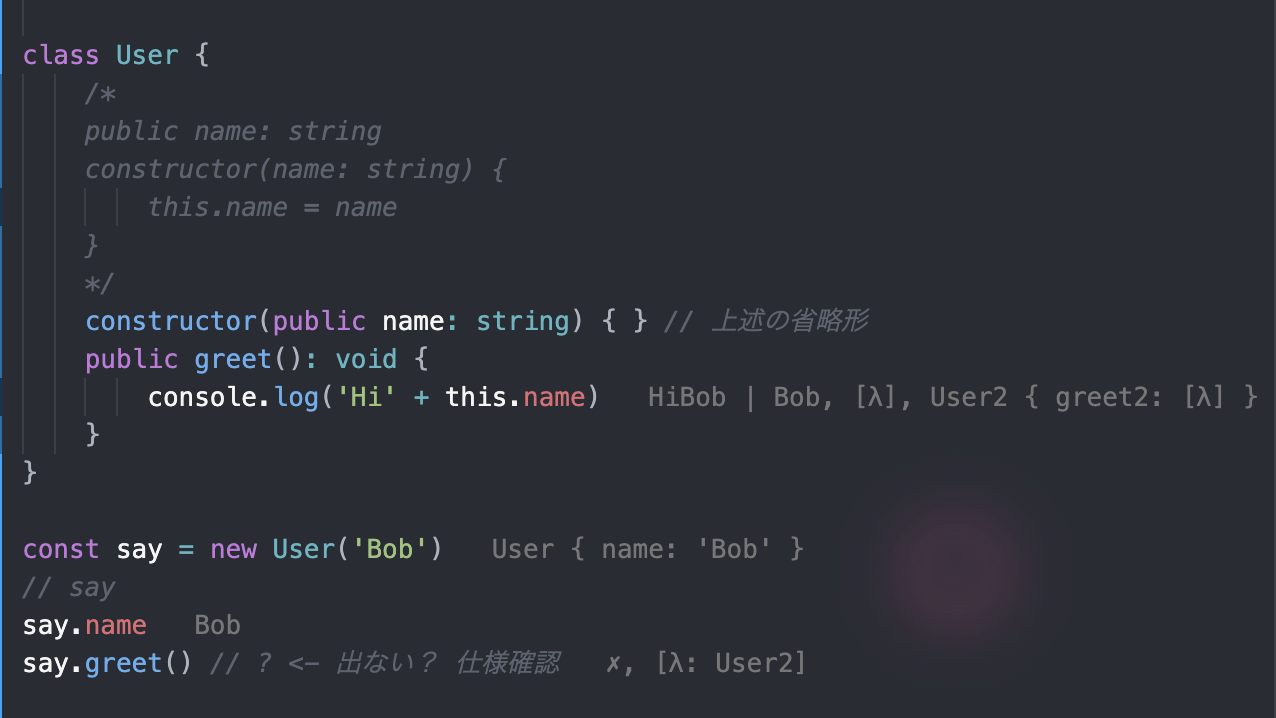 class User {
/*
public name: string
constructor(name: string) {
this.name = name
}
*/
constructor(public name: string) { } // 上述の省略形
public greet(): void {
console.log('Hi' + this.name) HiBob | Bob, [λ], User2 { greet2: [λ] }
}
}
const say = new User('Bob') User { name: 'Bob' }
// say
say.name Bob
say.greet() // ? <- 出ない？ 仕様確認 ✗, [λ: User2]